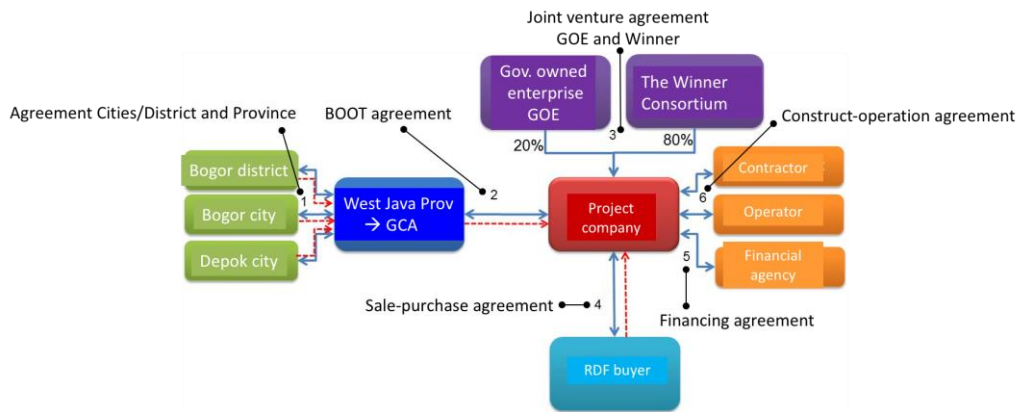 Joint venture agreement
GOE and Winner
Gov. owned
enterprise
GOE
The Winner
Consortium
Agreement Cities/District and Province
BOOT agreement
3
Construct-operation agreement
20%
80%
Bogor district
1
Bogor city
Depok city
West Java Prov
→ GCA
2
Project
company
Contractor
6
Operator
Financial
agency
5
Sale-purchase agreement
4
Financing agreement
RDF buyer